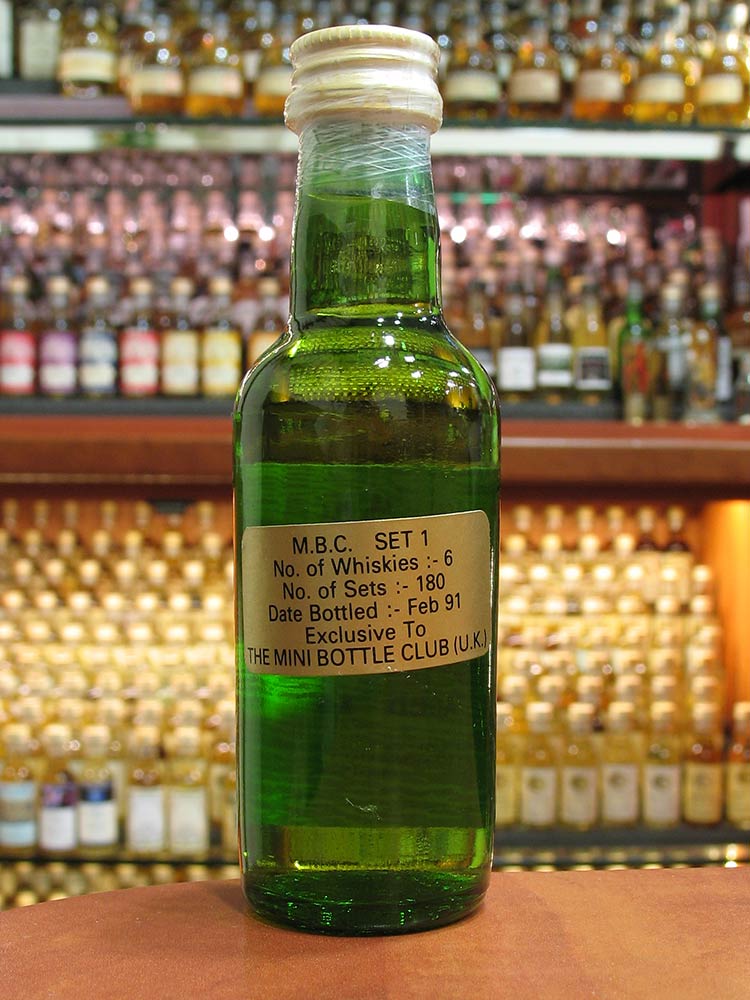 M.B.C. SET 1
No. of Whiskies :- 6
No. of Sets :- 180
Date Bottled :- Feb 91
Exclusive To
THE MINI BOTTLE CLUB (U.K.)